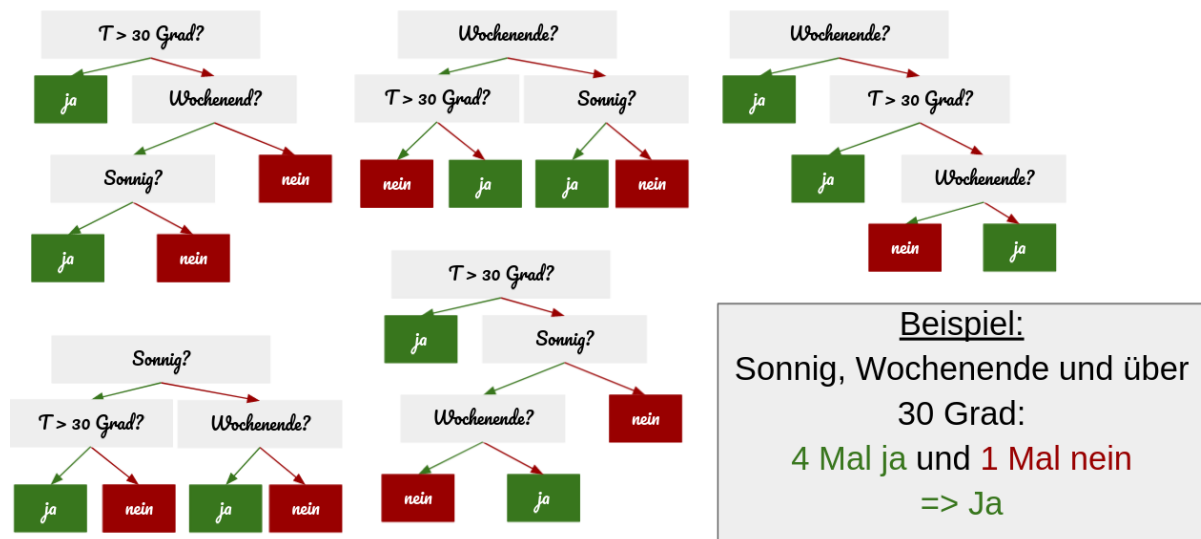 T > 30 Grad?
ja
Wochenend?
Sonnig?
nein
ja
nein
Wochenende?
T > 30 Grad?
Sonnig?
nein
ja
ja
nein
Wochenende?
ja
T > 30 Grad?
ja
Wochenende?
nein
ja
Sonnig?
T > 30 Grad?
Wochenende?
ja
nein
ja
nein
T > 30 Grad?
ja
Sonnig?
Wochenende?
nein
nein
ja
Beispiel:
Sonnig, Wochenende und über
30 Grad:
4 Mal ja und 1 Mal nein
=> Ja